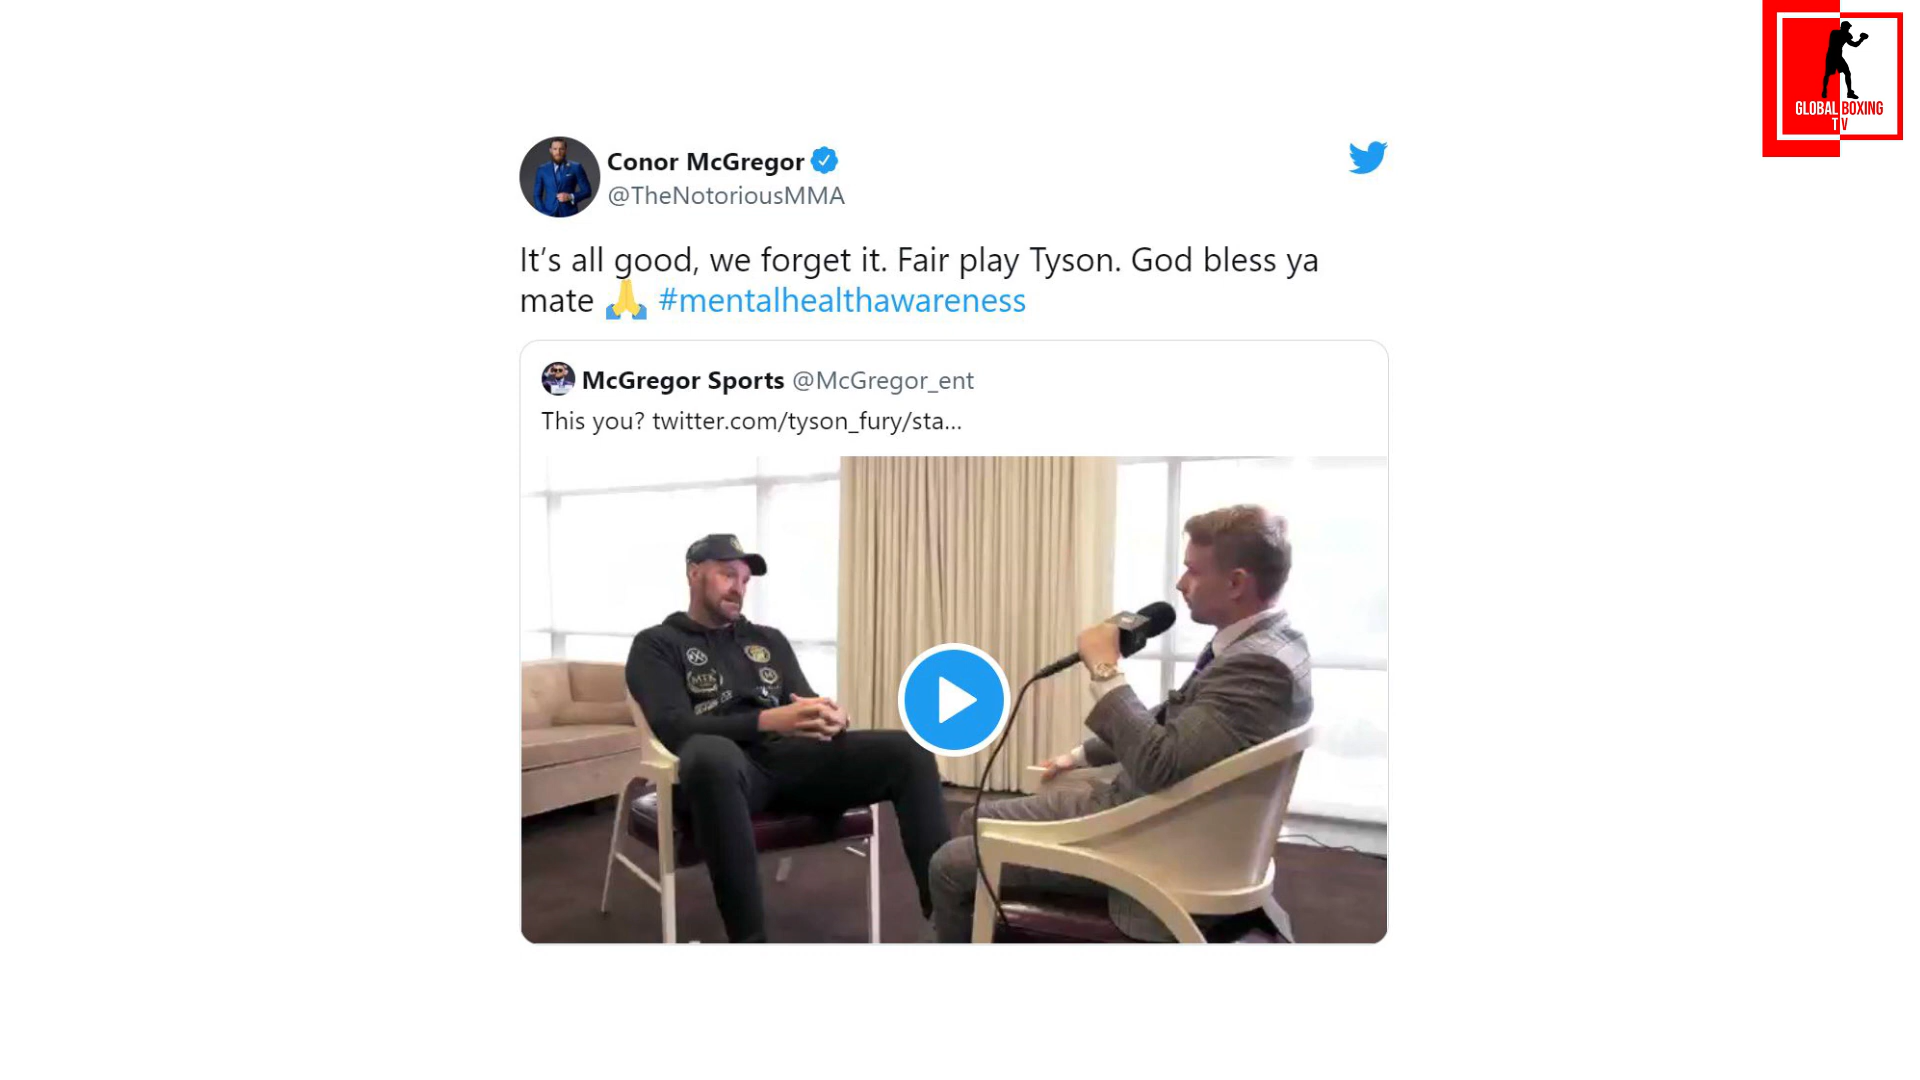 GLOBAL BOXING
TV
Conor McGregor
@TheNotoriousMMA
It’s all good, we forget it. Fair play Tyson. God bless ya
mate 🙏 #mentalhealthawareness
McGregor Sports @McGregor_ent
This you? twitter.com/tyson_fury/sta...
MTK